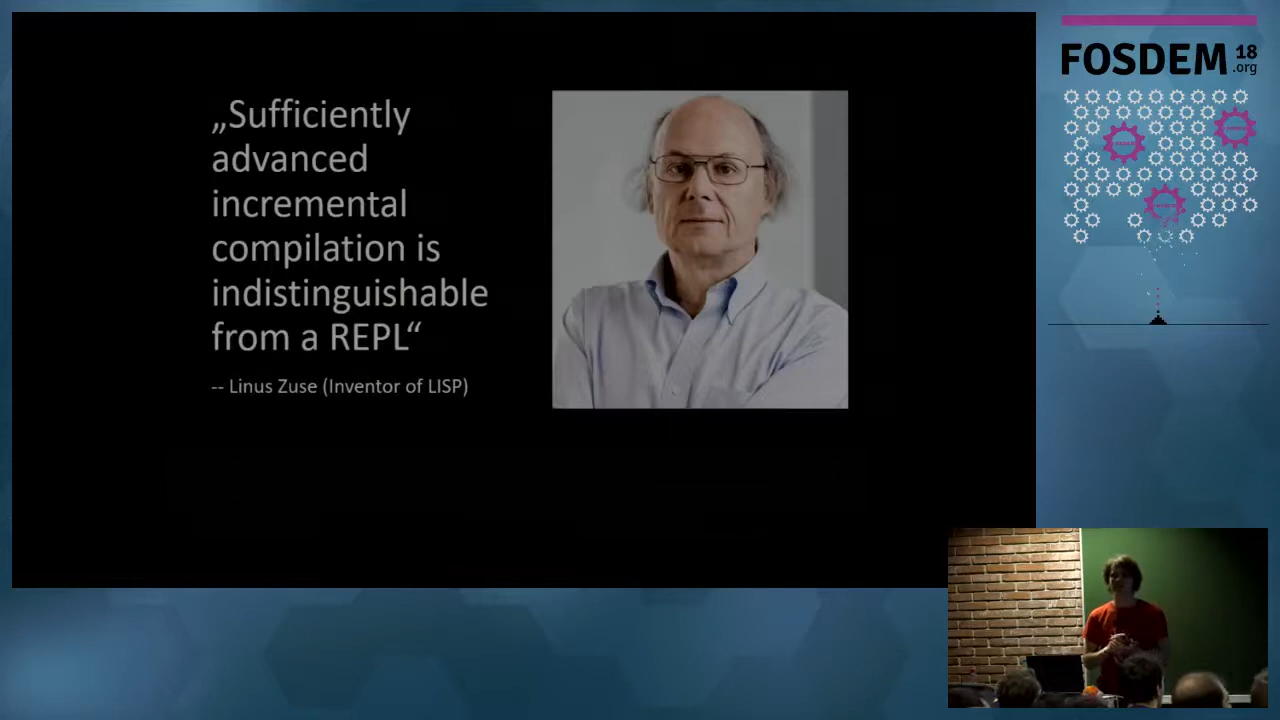 „Sufficiently
advanced
incremental
compilation is
indistinguishable
from a REPL“
-- Linus Zuse (Inventor of LISP)
FOSDEM 18
.org